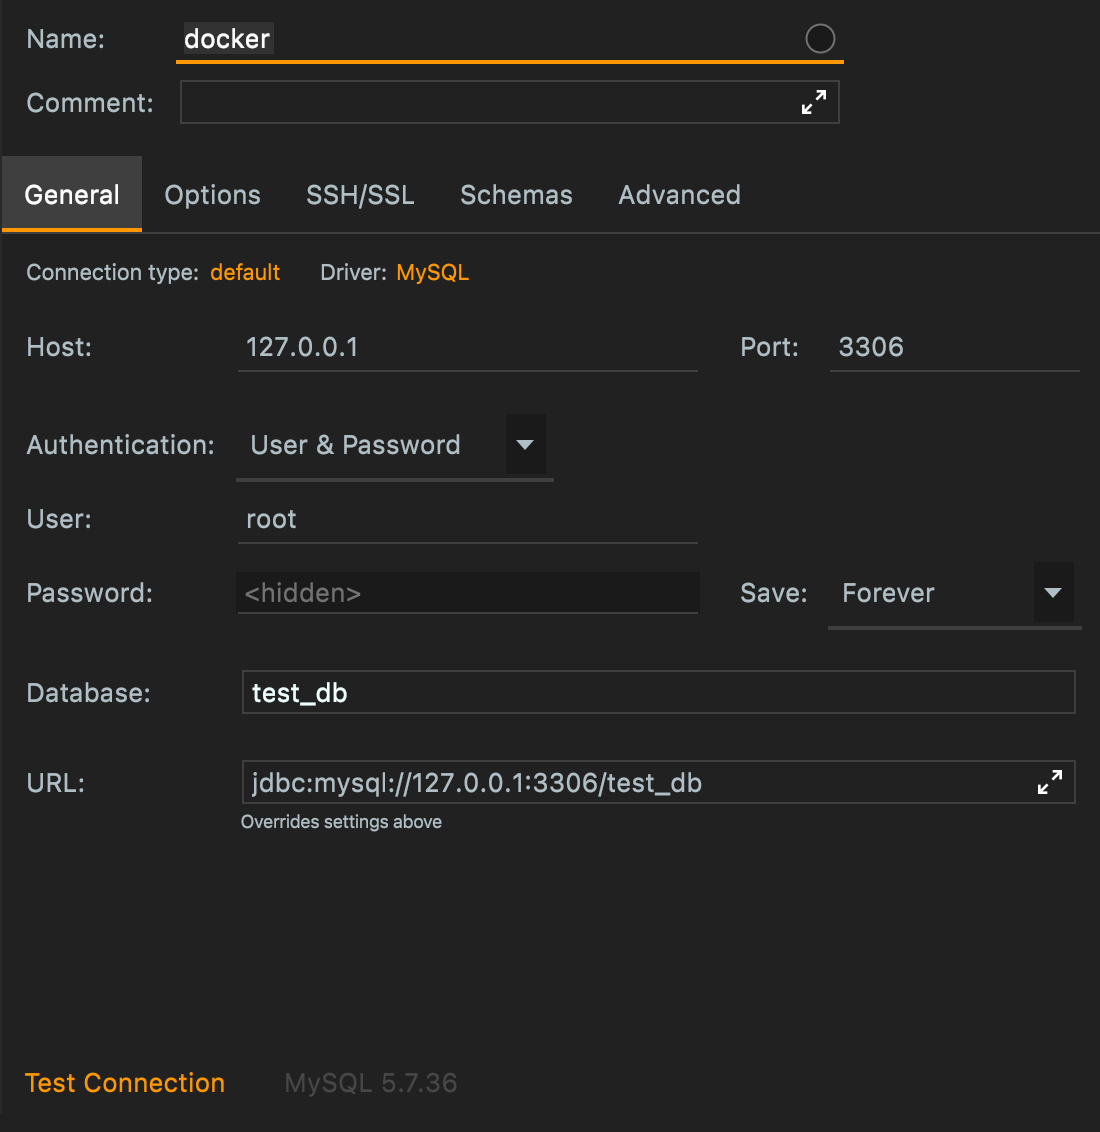 Name: docker
Comment:
General Options SSH/SSL Schemas Advanced
Connection type: default Driver: MySQL
Host: 127.0.0.1 Port: 3306
Authentication: User & Password
User: root
Password: <hidden> Save: Forever
Database: test_db
URL: jdbc:mysql://127.0.0.1:3306/test_db
Overrides settings above
Test Connection MySQL 5.7.36